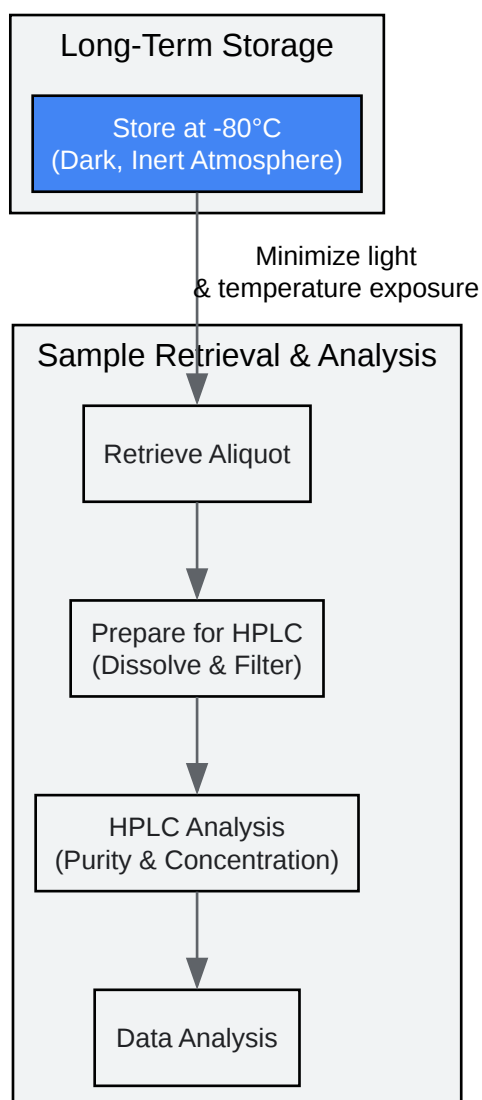 Long-Term Storage
Store at -80°C
(Dark, Inert Atmosphere)
Minimize light
& temperature exposure
Sample Retrieval & Analysis
Retrieve Aliquot
Prepare for HPLC
(Dissolve & Filter)
HPLC Analysis
(Purity & Concentration)
Data Analysis